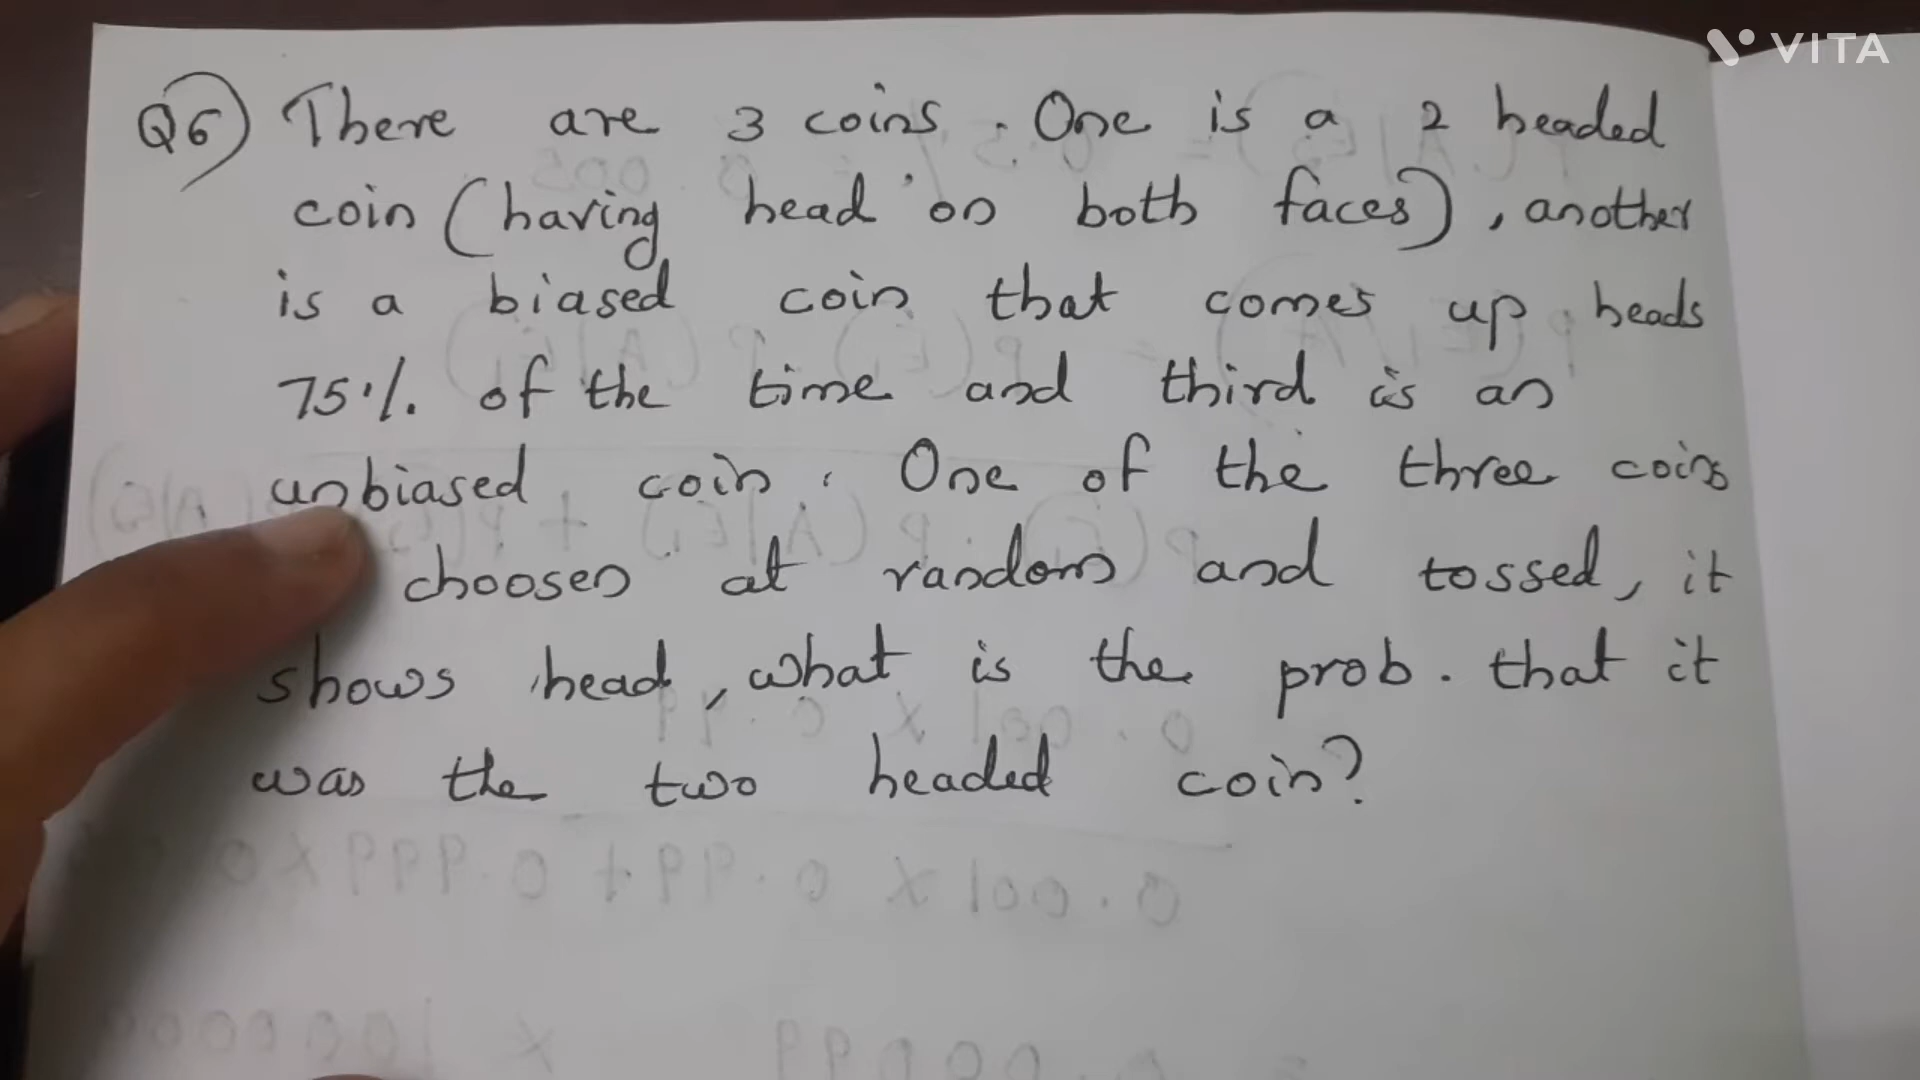 VITA
Q6) There are 3 coins. One is a 2 headed
coin (having head on both faces), another
is a biased coin that comes up heads
75% of the time and third is an
unbiased coin. One of the three coins
choosen at random and tossed, it
shows head, what is the prob. that it
was the two headed coin?